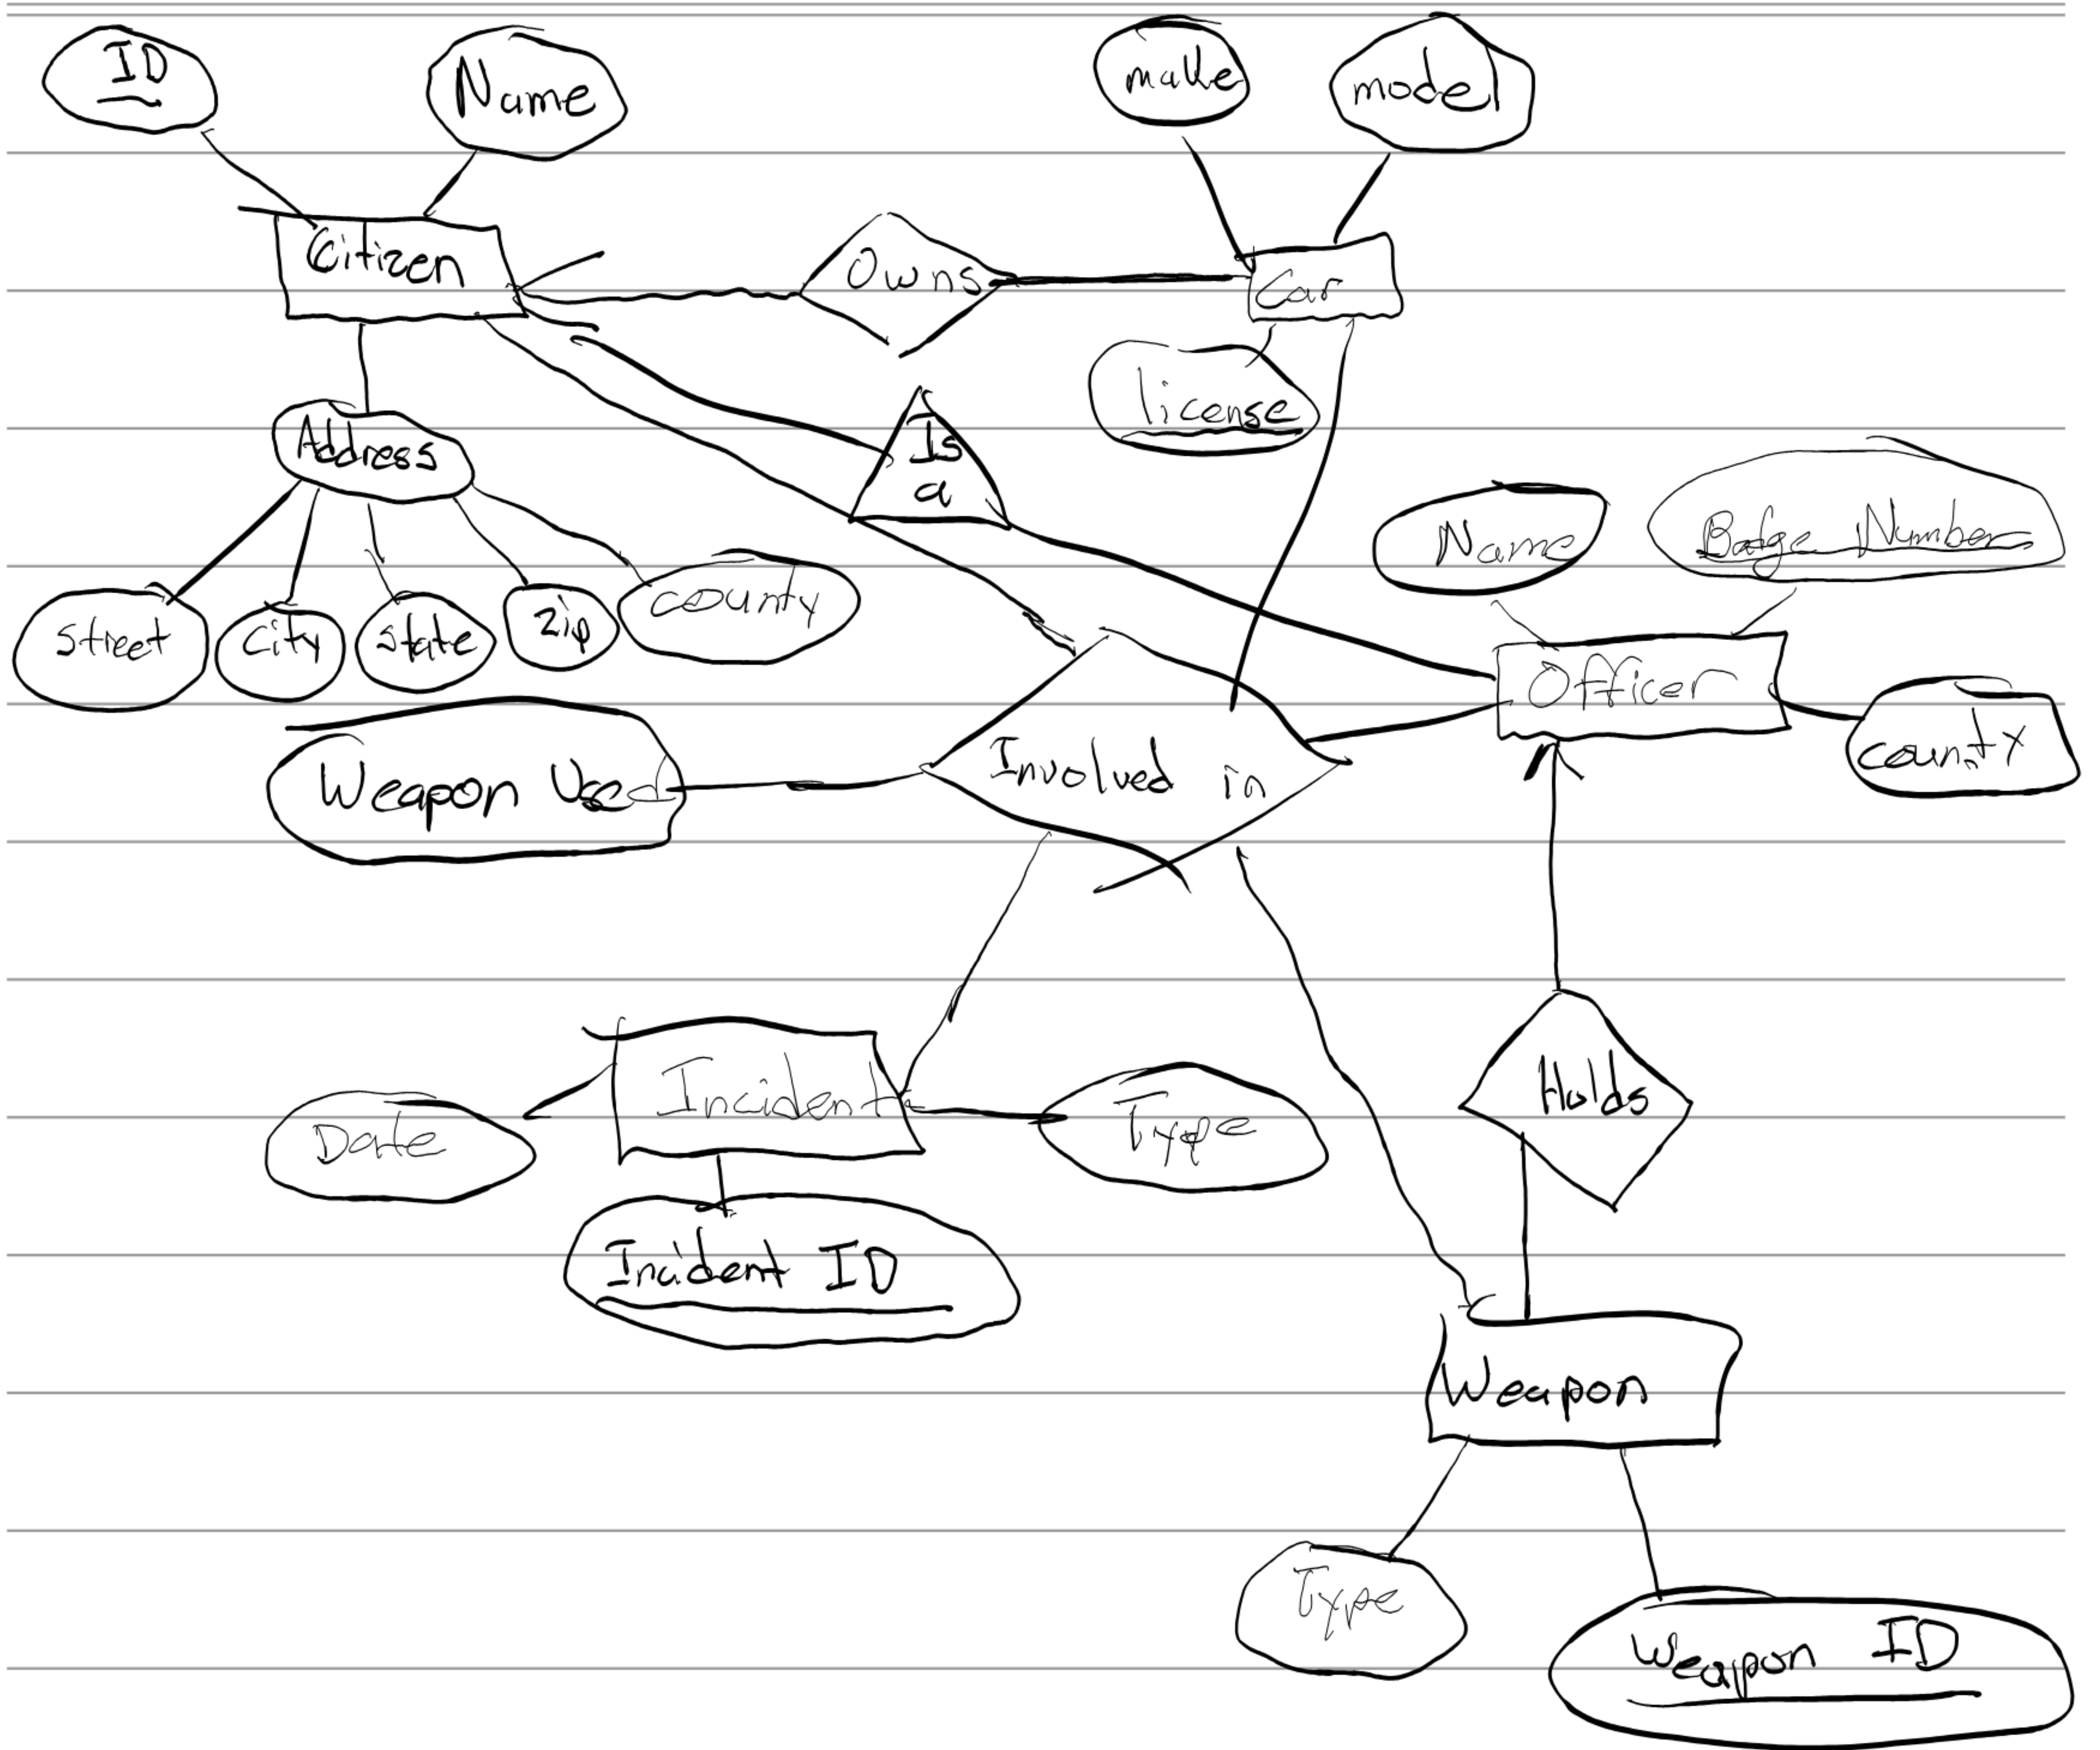 ID
Name
make
model
Citizen
Owns
Car
license
Address
Is
a
Name
Badge Number
street
city
state
zip
county
Officer
county
Weapon Used
Involved in
Holds
Incident
Date
Type
Incident ID
Weapon
Type
Weapon ID